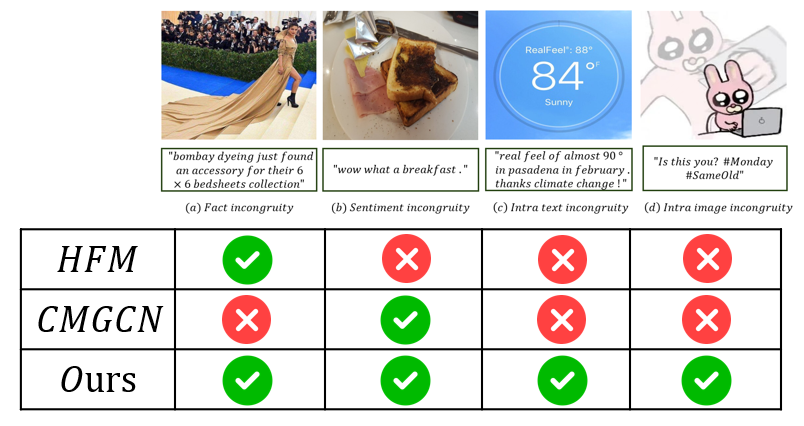 RealFeel®: 88°
84°F
Sunny
"bombay dyeing just found
an accessory for their 6
× 6 bedsheets collection"
"wow what a breakfast ."
"real feel of almost 90 °
in pasadena in february .
thanks climate change ! "
"Is this you? #Monday
#SameOld"
(a) Fact incongruity
(b) Sentiment incongruity
(c) Intra text incongruity
(d) Intra image incongruity
HFM
CMGCN
Ours